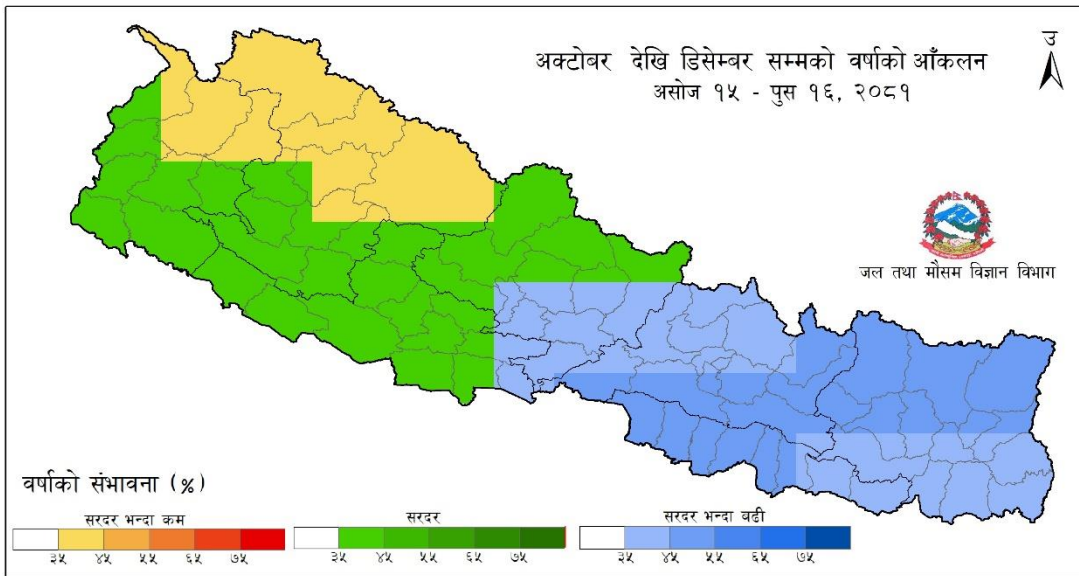 अक्टोबर देखि डिसेम्बर सम्मको वर्षाको आँकलन
असोज १५ - पुस १६, २०८१
उ
जल तथा मौसम विज्ञान विभाग
वर्षाको संभावना (%)
सरदर भन्दा कम
३५ ४५ ५५ ६५ ७५
सरदर
३५ ४५ ५५ ६५ ७५
सरदर भन्दा बढी
३५ ४५ ५५ ६५ ७५